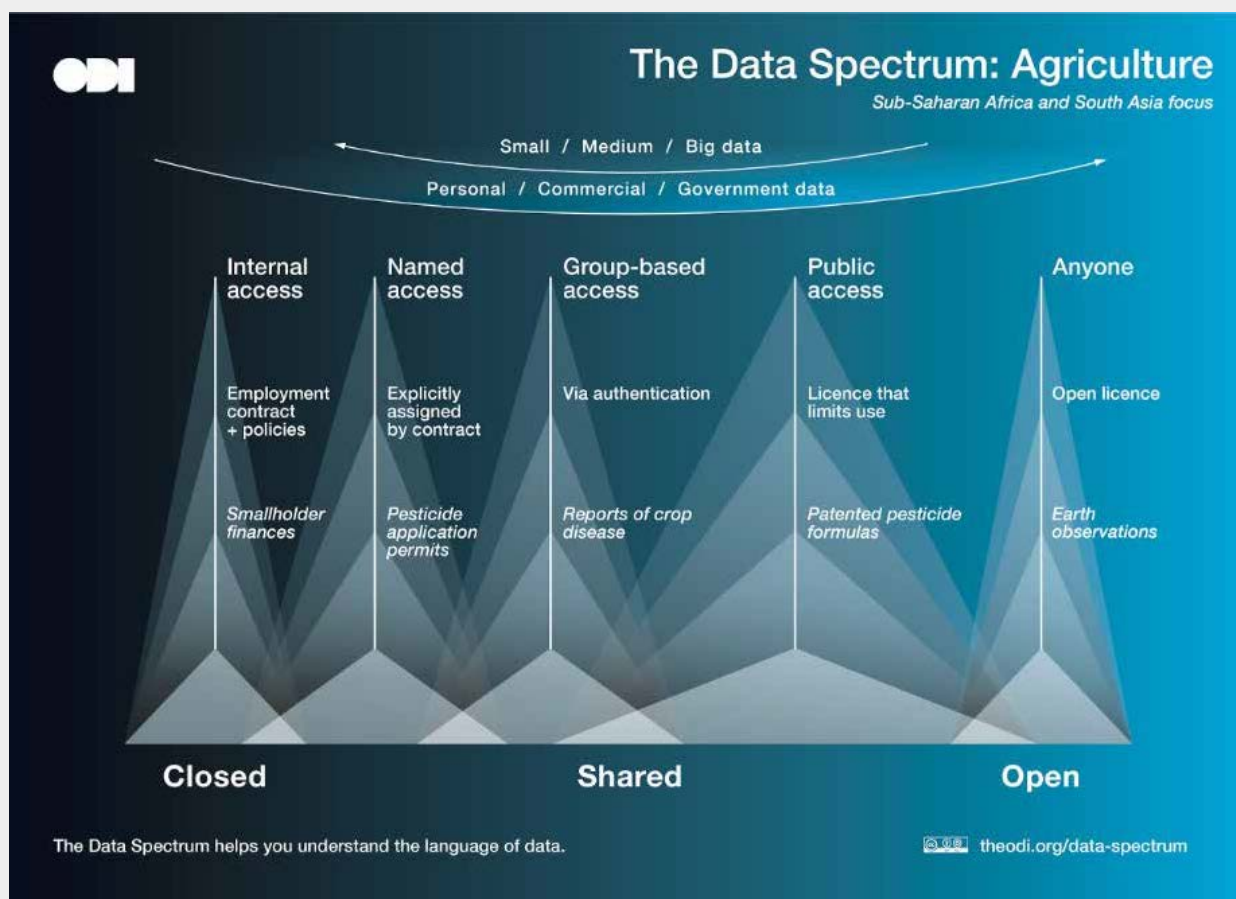 ODI
The Data Spectrum: Agriculture
Sub-Saharan Africa and South Asia focus
Small / Medium / Big data
Personal / Commercial / Government data
Internal
access
Employment
contract
+ policies
Smallholder
finances
Named
access
Explicitly
assigned
by contract
Pesticide
application
permits
Group-based
access
Via authentication
Reports of crop
disease
Public
access
Licence that
limits use
Patented pesticide
formulas
Anyone
Open licence
Earth
observations
Closed
Shared
Open
The Data Spectrum helps you understand the language of data.
theodi.org/data-spectrum